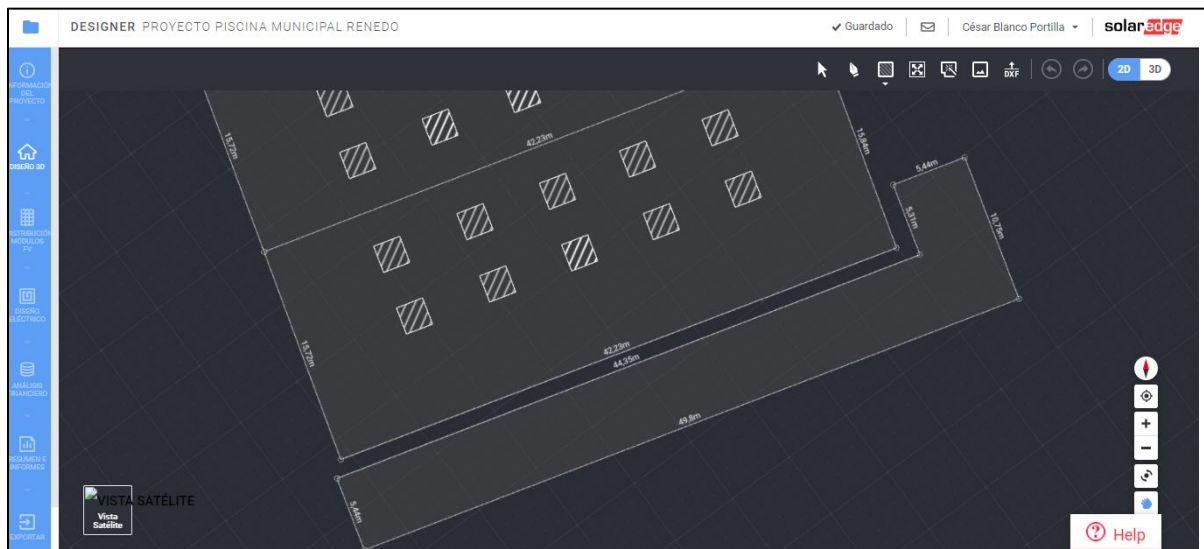 DESIGNER PROYECTO PISCINA MUNICIPAL RENEDO
Guardado
César Blanco Portilla
solaredge
INFORMACIÓN
DEL
PROYECTO
DISEÑO 3D
DISTRIBUCIÓN
MÓDULOS
FV
DISEÑO
ELÉCTRICO
ANÁLISIS
FINANCIERO
RESUMEN E
INFORMES
EXPORTAR
DXF
2D
3D
15,72m
42,23m
15,84m
5,44m
5,31m
10,75m
15,72m
42,23m
44,35m
49,8m
5,44m
VISTA SATÉLITE
Vista
Satélite
Help